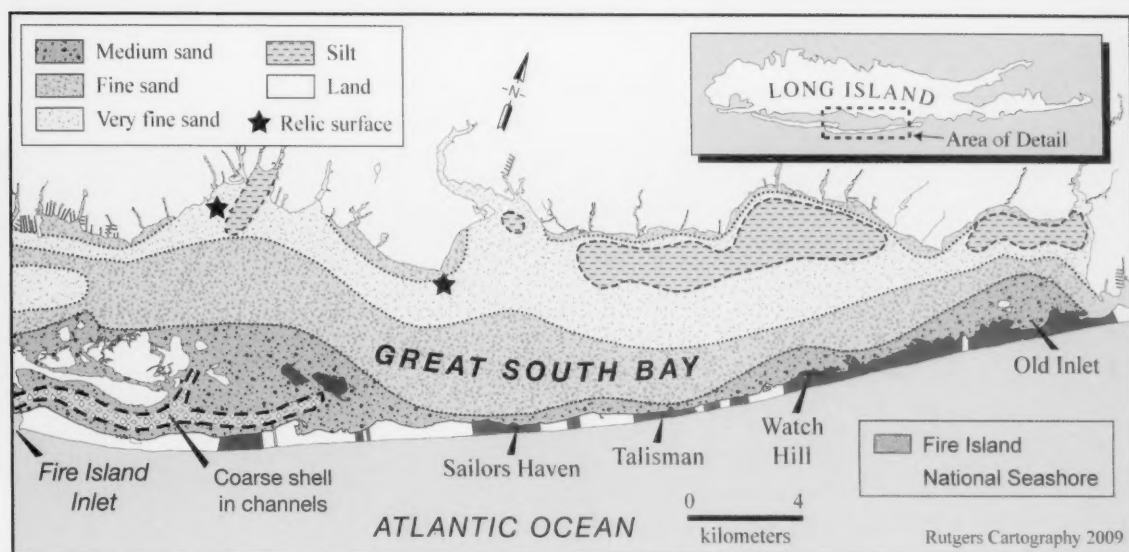 Medium sand
Fine sand
Very fine sand
Silt
Land
Relic surface
N
LONG ISLAND
Area of Detail
GREAT SOUTH BAY
Old Inlet
Watch
Hill
Talisman
Sailors Haven
Coarse shell
in channels
Fire Island
Inlet
ATLANTIC OCEAN
0 4
kilometers
Fire Island
National Seashore
Rutgers Cartography 2009